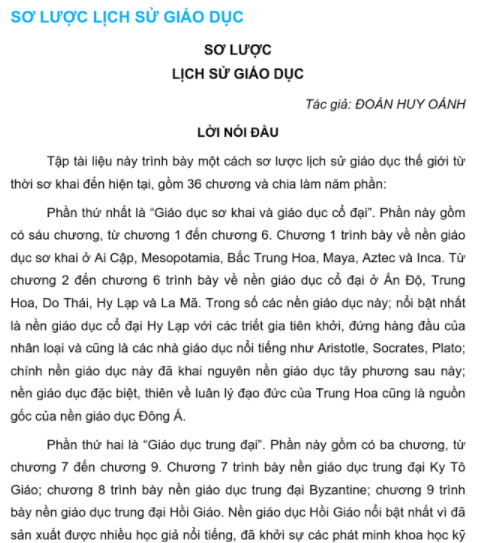 SƠ LƯỢC LỊCH SỬ GIÁO DỤC
SƠ LƯỢC
LỊCH SỬ GIÁO DỤC
Tác giả: ĐOÀN HUY OÁNH
LỜI NÓI ĐẦU
Tập tài liệu này trình bày một cách sơ lược lịch sử giáo dục thế giới từ
thời sơ khai đến hiện tại, gồm 36 chương và chia làm năm phần:
Phần thứ nhất là “Giáo dục sơ khai và giáo dục cổ đại”. Phần này gồm
có sáu chương, từ chương 1 đến chương 6. Chương 1 trình bày về nền giáo
dục sơ khai ở Ai Cập, Mesopotamia, Bắc Trung Hoa, Maya, Aztec và Inca. Từ
chương 2 đến chương 6 trình bày về nền giáo dục cổ đại ở Ấn Độ, Trung
Hoa, Do Thái, Hy Lạp và La Mã. Trong số các nền giáo dục này; nổi bật nhất
là nền giáo dục cổ đại Hy Lạp với các triết gia tiên khởi, đứng hàng đầu của
nhân loại và cũng là các nhà giáo dục nổi tiếng như Aristotle, Socrates, Plato;
chính nền giáo dục này đã khai nguyên nền giáo dục tây phương sau này;
nền giáo dục đặc biệt, thiên về luân lý đạo đức của Trung Hoa cũng là nguồn
gốc của nền giáo dục Đông Á.
Phần thứ hai là “Giáo dục trung đại”. Phần này gồm có ba chương, từ
chương 7 đến chương 9. Chương 7 trình bày nền giáo dục trung đại Ky Tô
Giáo; chương 8 trình bày nền giáo dục trung đại Byzantine; chương 9 trình
bày nền giáo dục trung đại Hồi Giáo. Nền giáo dục Hồi Giáo nổi bật nhất vì đã
sản xuất được nhiều học giả nổi tiếng, đã khởi sự các phát minh khoa học kỹ